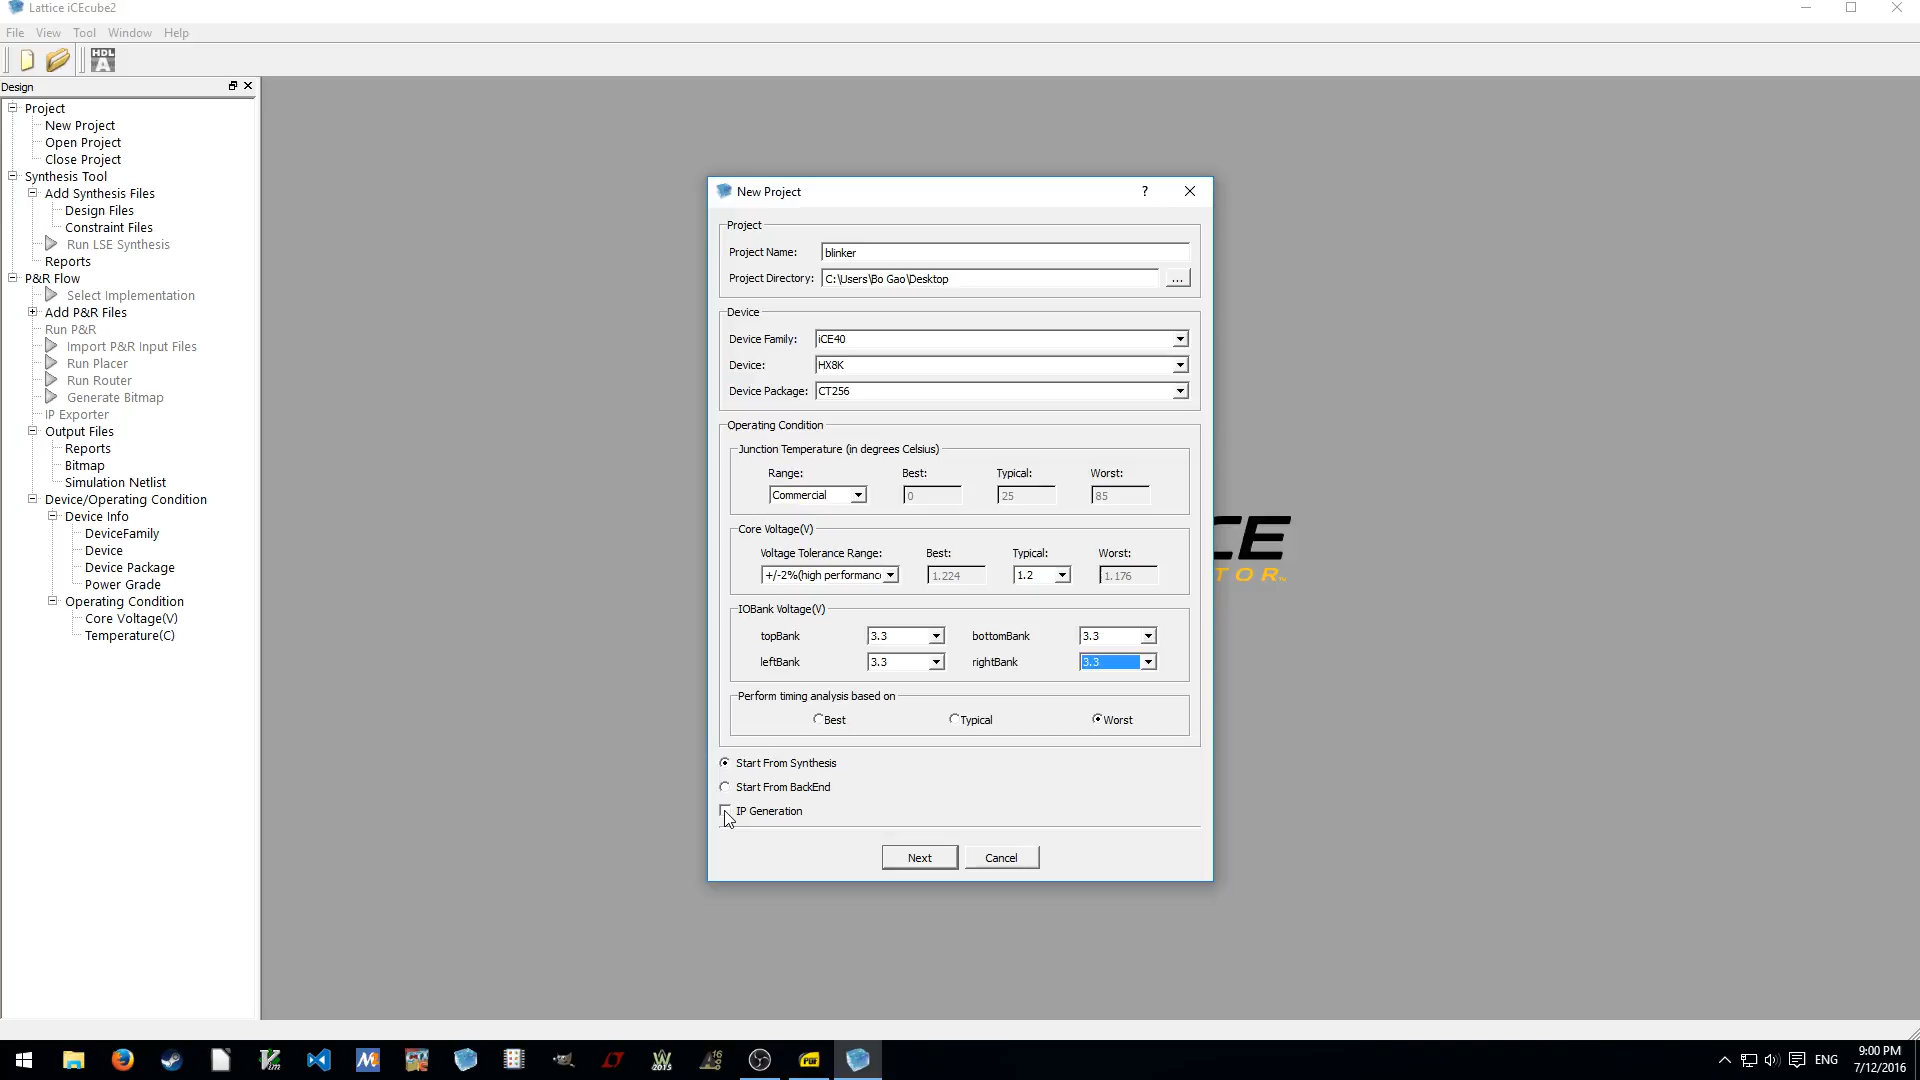 Lattice iCEcube2
File View Tool Window Help
HDL
A
Design
Project
New Project
Open Project
Close Project
Synthesis Tool
Add Synthesis Files
Design Files
Constraint Files
Run LSE Synthesis
Reports
P&R Flow
Select Implementation
Add P&R Files
Run P&R
Import P&R Input Files
Run Placer
Run Router
Generate Bitmap
IP Exporter
Output Files
Reports
Bitmap
Simulation Netlist
Device/Operating Condition
Device Info
DeviceFamily
Device
Device Package
Power Grade
Operating Condition
Core Voltage(V)
Temperature(C)
New Project ?
Project
Project Name: blinker
Project Directory: C:\Users\Bo Gao\Desktop ...
Device
Device Family: iCE40
Device: HX8K
Device Package: CT256
Operating Condition
Junction Temperature (in degrees Celsius)
Range: Best: Typical: Worst:
Commercial 0 25 85
Core Voltage(V)
Voltage Tolerance Range: Best: Typical: Worst:
+/-2%(high performanc 1.224 1.2 1.176
IOBank Voltage(V)
topBank 3.3 bottomBank 3.3
leftBank 3.3 rightBank 3.3
Perform timing analysis based on
Best Typical Worst
Start From Synthesis
Start From BackEnd
IP Generation
Next Cancel
CE
TOR
Vim
2015
16
PDF
ENG
9:00 PM
7/12/2016